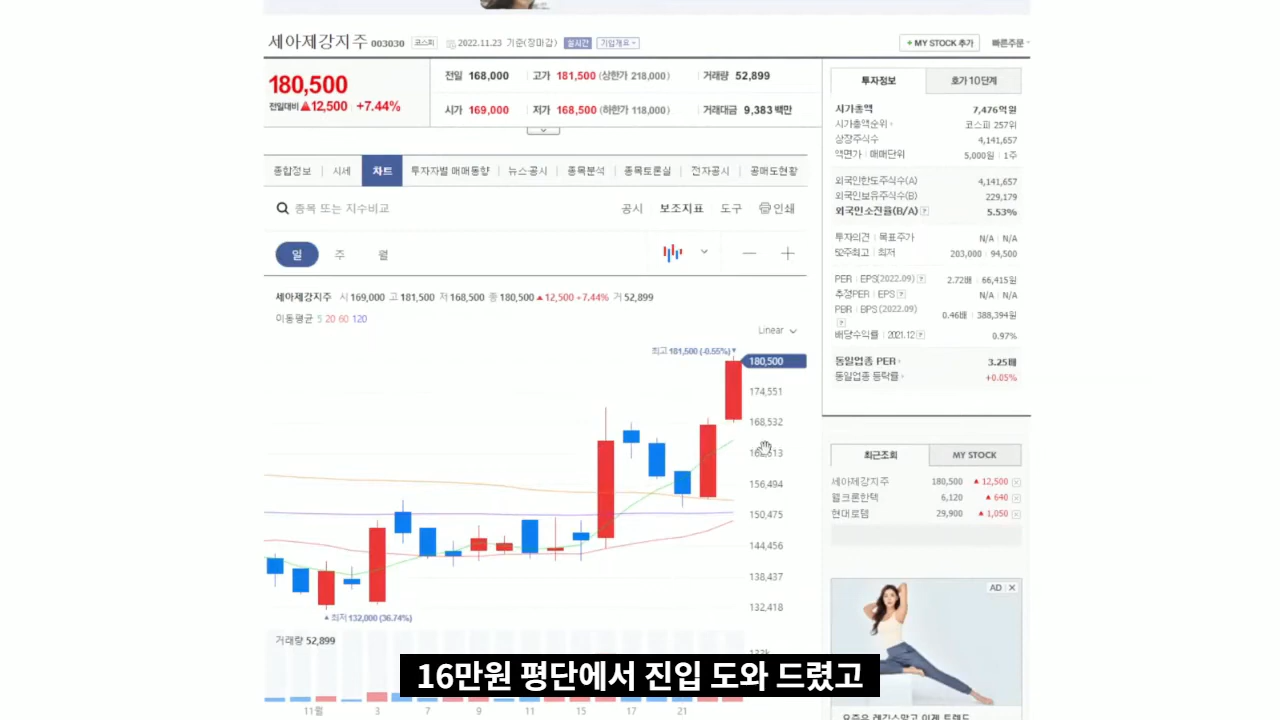 세아제강지주 003030 코스피 2022.11.23 기준(장마감) 실시간 기업개요
+ MY STOCK 추가 빠른주문
180,500
전일대비 ▲12,500 +7.44%
전일 168,000 고가 181,500 (상한가 218,000) 거래량 52,899
시가 169,000 저가 168,500 (하한가 118,000) 거래대금 9,383 백만
종합정보 시세 차트 투자자별 매매동향 뉴스·공시 종목분석 종목토론실 전자공시 공매도현황
종목 또는 지수비교 공시 보조지표 도구 인쇄
일 주 월
세아제강지주 시 169,000 고 181,500 저 168,500 종 180,500 ▲12,500 +7.44% 거 52,899
이동평균 5 20 60 120
Linear
최고 181,500 (-0.55%)▼
180,500
174,551
168,532
156,494
150,475
144,456
138,437
132,418
▲최저 132,000 (36.74%)
거래량 52,899
11월 3 7 9 11 15 17 21
투자정보 호가 10단계
시가총액 7,476억원
시가총액순위 코스피 257위
상장주식수 4,141,657
액면가 매매단위 5,000원 1주
외국인한도주식수(A) 4,141,657
외국인보유주식수(B) 229,179
외국인소진율(B/A) ? 5.53%
투자의견 목표주가 N/A N/A
52주최고 최저 203,000 94,500
PER EPS(2022.09) ? 2.72배 66,415원
추정PER EPS ? N/A N/A
PBR BPS (2022.09) ? 0.46배 388,394원
배당수익률 2021.12 ? 0.97%
동일업종 PER 3.25배
동일업종 등락률 +0.05%
최근조회 MY STOCK
세아제강지주 180,500 ▲12,500
웰크론한텍 6,120 ▲640
현대로템 29,900 ▲1,050
AD
16만원 평단에서 진입 도와 드렸고